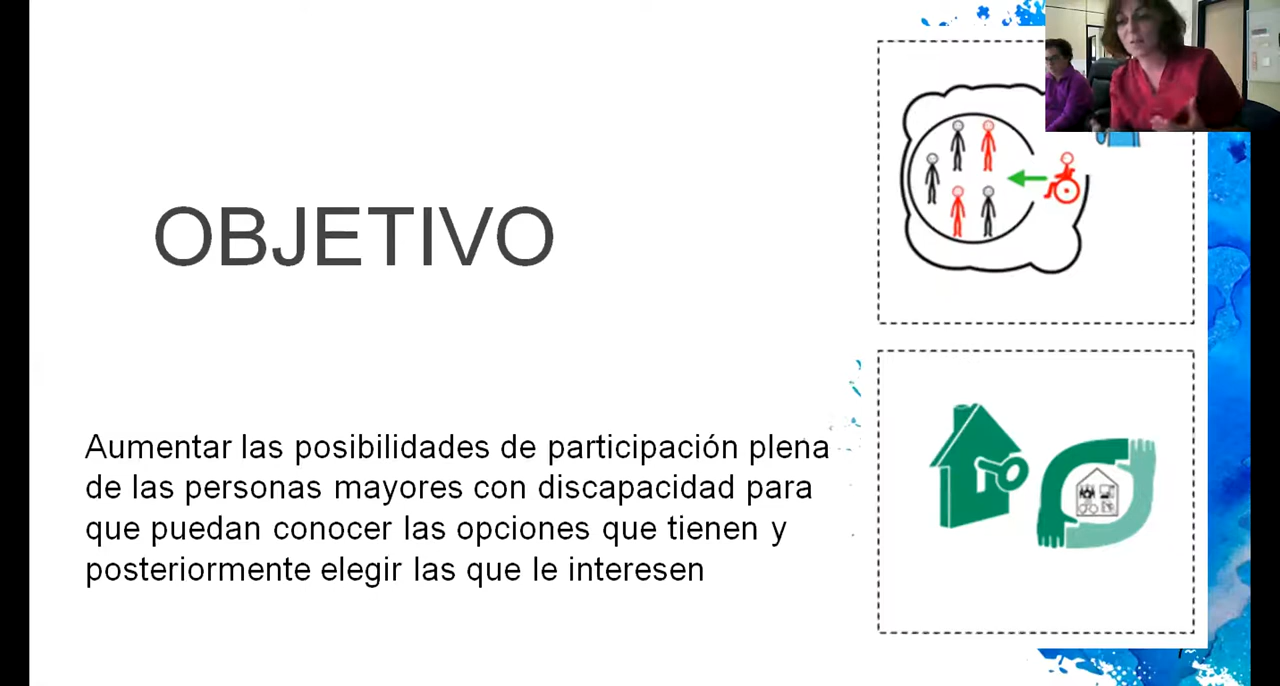 OBJETIVO
Aumentar las posibilidades de participación plena
de las personas mayores con discapacidad para
que puedan conocer las opciones que tienen y
posteriormente elegir las que le interesen